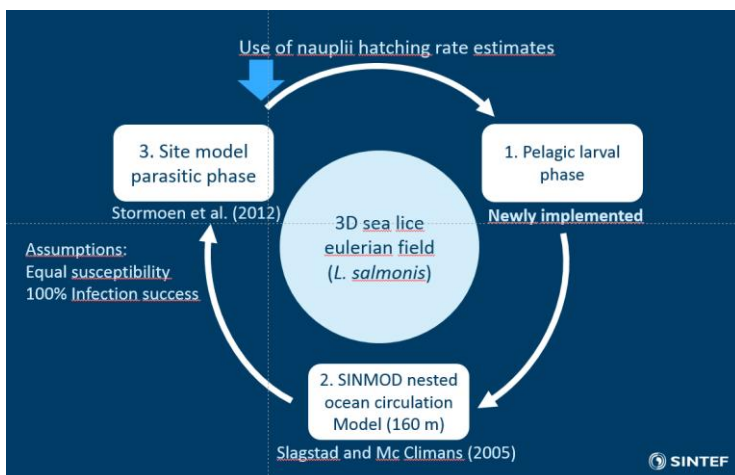 Use of nauplii hatching rate estimates
3. Site model
parasitic phase
Stormoen et al. (2012)
1. Pelagic larval
phase
Newly implemented
3D sea lice
eulerian field
(L. salmonis)
Assumptions:
Equal susceptibility
100% Infection success
2. SINMOD nested
ocean circulation
Model (160 m)
Slagstad and Mc Climans (2005)
SINTEF